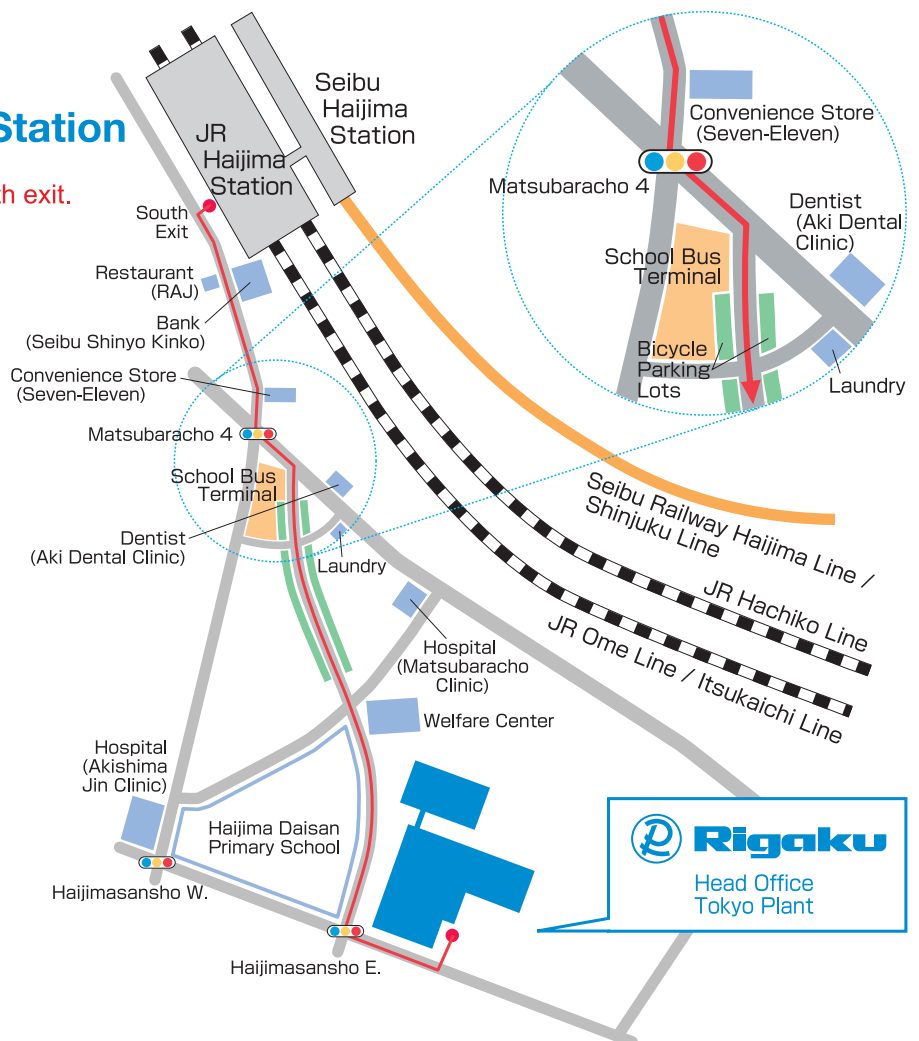 Station
th exit.
JR
Haijima
Station
Seibu
Haijima
Station
South
Exit
Restaurant
(RAJ)
Bank
(Seibu Shinyo Kinko)
Convenience Store
(Seven-Eleven)
Matsubaracho 4
School Bus
Terminal
Dentist
(Aki Dental Clinic)
Laundry
Hospital
(Matsubaracho
Clinic)
Welfare Center
Hospital
(Akishima
Jin Clinic)
Haijima Daisan
Primary School
Haijimasansho W.
Haijimasansho E.
Convenience Store
(Seven-Eleven)
Matsubaracho 4
Dentist
(Aki Dental
Clinic)
School Bus
Terminal
Bicycle
Parking
Lots
Laundry
Seibu Railway Haijima Line /
Shinjuku Line
JR Hachiko Line
JR Ome Line / Itsukaichi Line
Rigaku
Head Office
Tokyo Plant